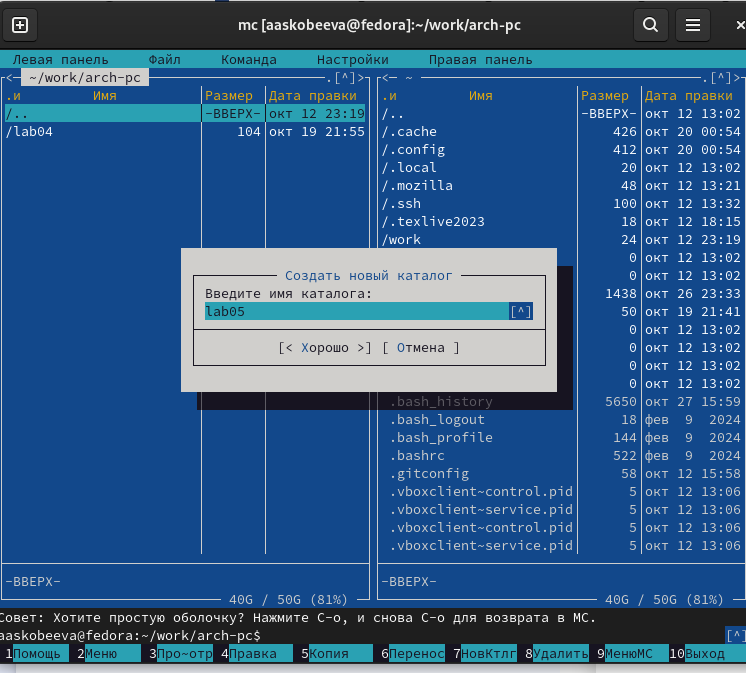 mc [aaskobeeva@fedora]:~/work/arch-pc
Левая панель Файл Команда Настройки Правая панель
<─ ~/work/arch-pc .[^]> <─ ~ .[^]>
.и Имя Размер Дата правки .и Имя Размер Дата правки
/.. -ВВЕРХ- окт 12 23:19 /.. -ВВЕРХ- окт 12 13:02
/lab04 104 окт 19 21:55 /.cache 426 окт 20 00:54
/.config 412 окт 20 00:54
/.local 20 окт 12 13:02
/.mozilla 48 окт 12 13:21
/.ssh 100 окт 12 13:32
/.texlive2023 18 окт 12 18:15
/work 24 окт 12 23:19
0 окт 12 13:02
Создать новый каталог 0 окт 12 13:02
Введите имя каталога: 1438 окт 26 23:33
lab05 [^] 50 окт 19 21:41
0 окт 12 13:02
[< Хорошо >] [ Отмена ] 0 окт 12 13:02
0 окт 12 13:02
0 окт 12 13:02
.bash_history 5650 окт 27 15:59
.bash_logout 18 фев 9 2024
.bash_profile 144 фев 9 2024
.bashrc 522 фев 9 2024
.gitconfig 58 окт 12 15:58
.vboxclient~control.pid 5 окт 12 13:06
.vboxclient~service.pid 5 окт 12 13:06
.vboxclient~control.pid 5 окт 12 13:06
.vboxclient~service.pid 5 окт 12 13:06
-ВВЕРХ- -ВВЕРХ-
40G / 50G (81%) 40G / 50G (81%)
Совет: Хотите простую оболочку? Нажмите C-o, и снова C-o для возврата в MC.
aaskobeeva@fedora:~/work/arch-pc$ [^]
1Помощь 2Меню 3Про~отр 4Правка 5Копия 6Перенос 7НовКтлг 8Удалить 9МенюMC 10Выход